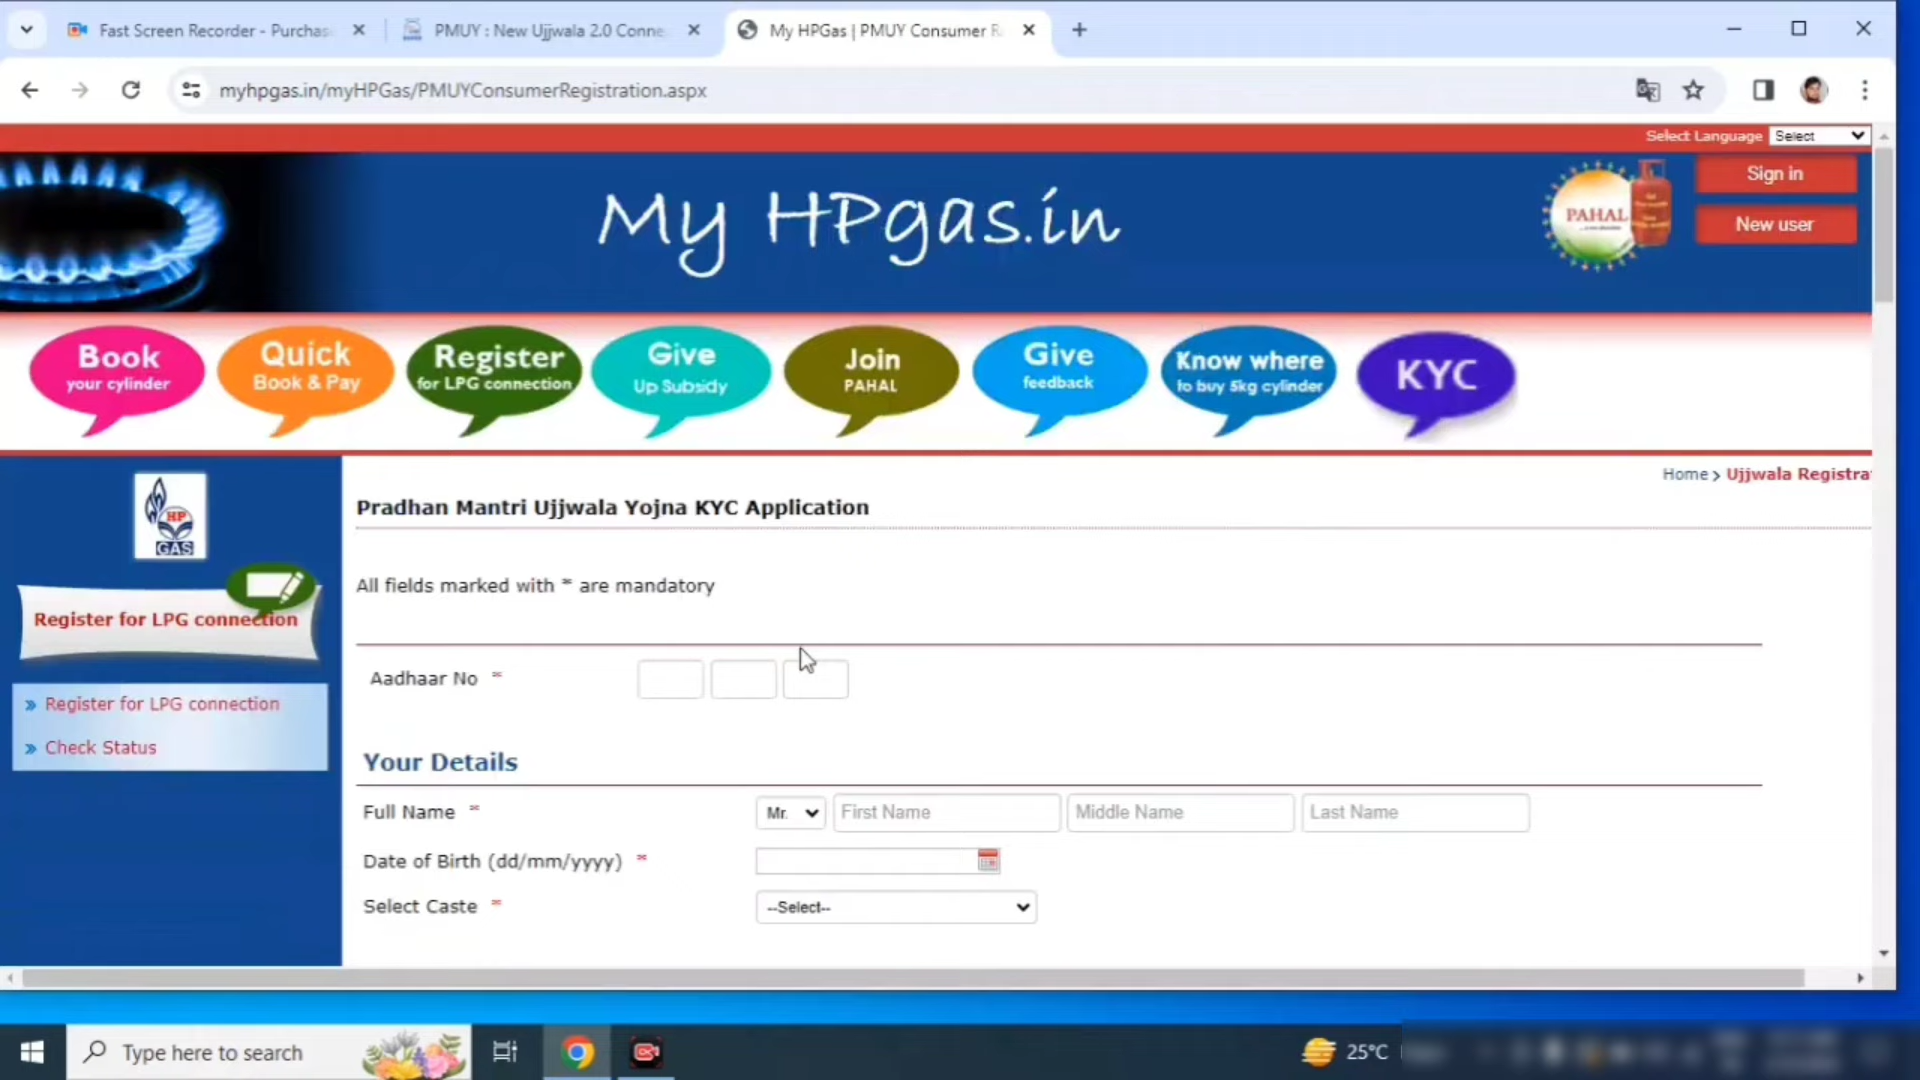 Fast Screen Recorder - Purchas
PMUY : New Ujjwala 2.0 Conne
My HPGas | PMUY Consumer R
myhpgas.in/myHPGas/PMUYConsumerRegistration.aspx
Select Language Select
My HPgas.in
PAHAL
Sign in
New user
Book
your cylinder
Quick
Book & Pay
Register
for LPG connection
Give
Up Subsidy
Join
PAHAL
Give
feedback
Know where
to buy 5kg cylinder
KYC
Home > Ujjwala Registra
HP
GAS
Register for LPG connection
» Register for LPG connection
» Check Status
Pradhan Mantri Ujjwala Yojna KYC Application
All fields marked with * are mandatory
Aadhaar No *
Your Details
Full Name * Mr. First Name Middle Name Last Name
Date of Birth (dd/mm/yyyy) *
Select Caste * --Select--
Type here to search
25°C